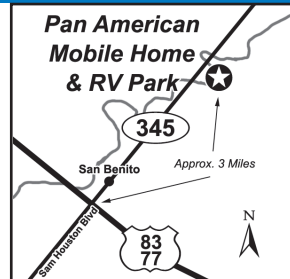 Pan American
Mobile Home
& RV Park
345
San Benito
Approx. 3 Miles
Sam Houston Blvd
N
83
77